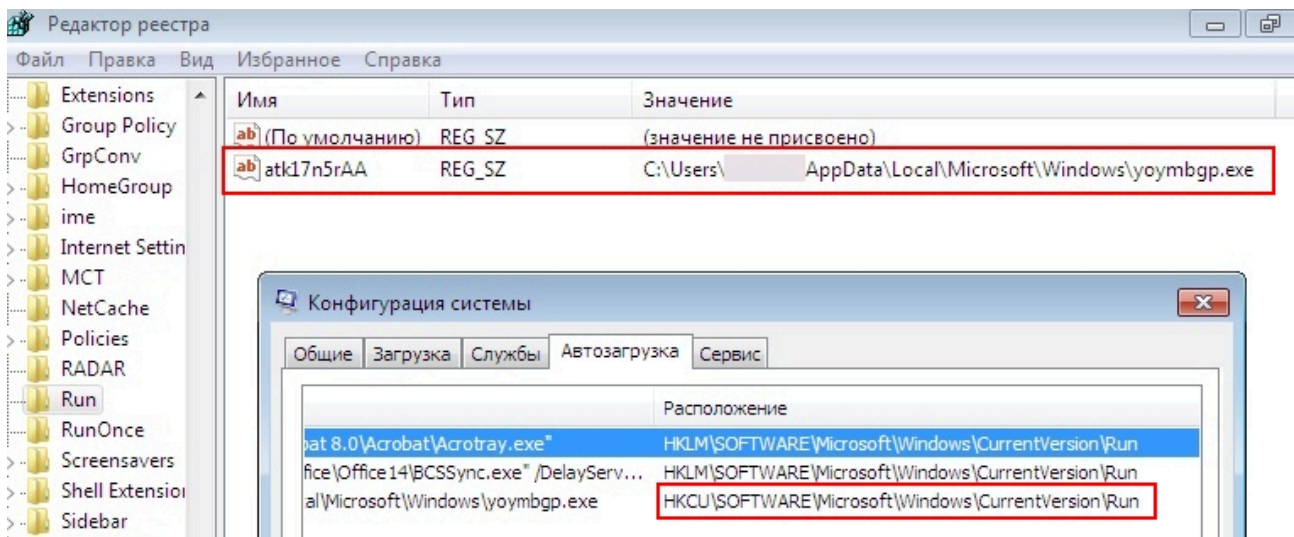 Редактор реестра
Файл Правка Вид Избранное Справка
Extensions
Group Policy
GrpConv
HomeGroup
ime
Internet Settin
MCT
NetCache
Policies
RADAR
Run
RunOnce
Screensavers
Shell Extension
Sidebar
Имя Тип Значение
(По умолчанию) REG_SZ (значение не присвоено)
atk17n5rAA REG_SZ C:\Users\ AppData\Local\Microsoft\Windows\yoymbgp.exe
Конфигурация системы
Общие Загрузка Службы Автозагрузка Сервис
Расположение
bat 8.0\Acrobat\Acrotray.exe" HKLM\SOFTWARE\Microsoft\Windows\CurrentVersion\Run
fice\Office14\BCSSync.exe" /DelayServ... HKLM\SOFTWARE\Microsoft\Windows\CurrentVersion\Run
al\Microsoft\Windows\yoymbgp.exe HKCU\SOFTWARE\Microsoft\Windows\CurrentVersion\Run